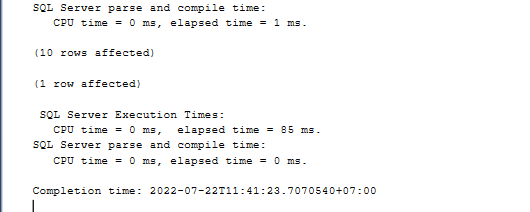 SQL Server parse and compile time:
CPU time = 0 ms, elapsed time = 1 ms.
(10 rows affected)
(1 row affected)
SQL Server Execution Times:
CPU time = 0 ms,  elapsed time = 85 ms.
SQL Server parse and compile time:
CPU time = 0 ms, elapsed time = 0 ms.
Completion time: 2022-07-22T11:41:23.7070540+07:00